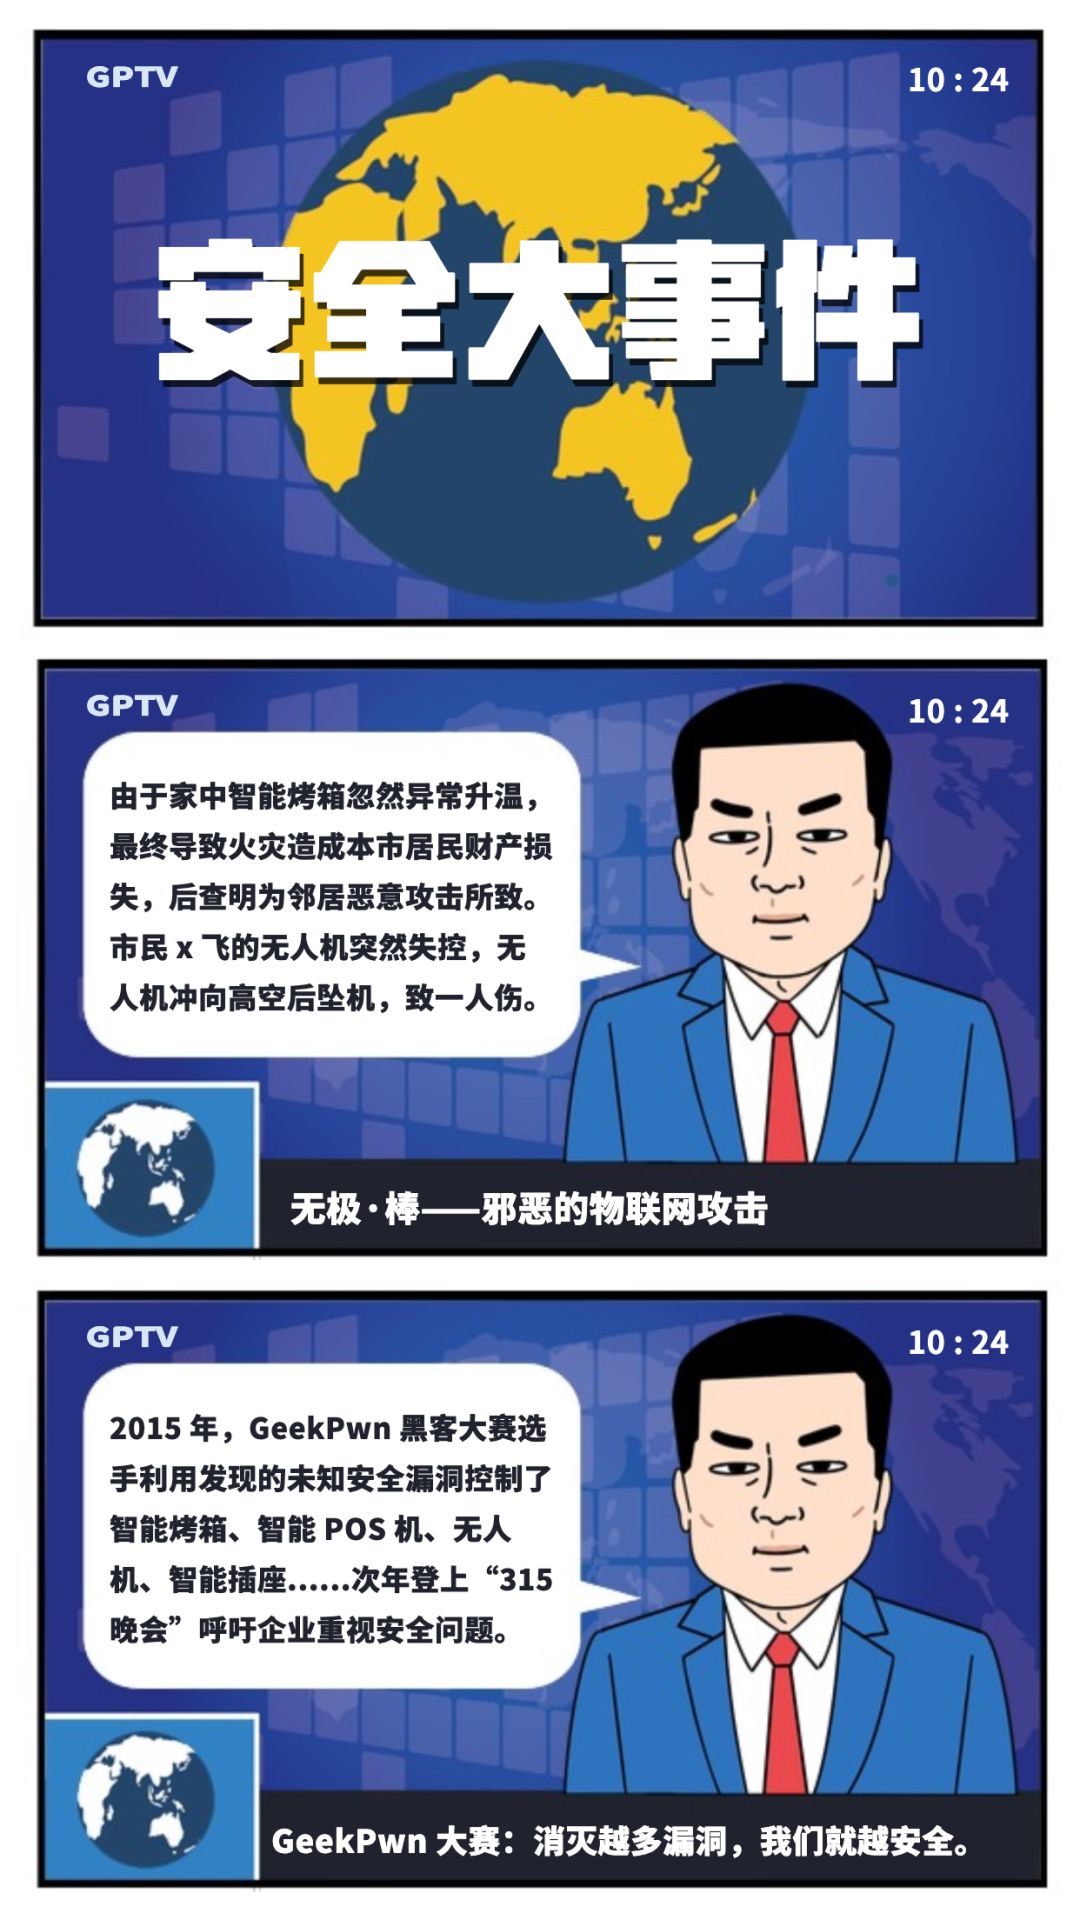 GPTV
10 : 24
安全大事件
GPTV
10 : 24
由于家中智能烤箱忽然异常升温，
最终导致火灾造成本市居民财产损
失，后查明为邻居恶意攻击所致。
市民 x 飞的无人机突然失控，无
人机冲向高空后坠机，致一人伤。
无极·棒——邪恶的物联网攻击
GPTV
10 : 24
2015 年，GeekPwn 黑客大赛选
手利用发现的未知安全漏洞控制了
智能烤箱、智能 POS 机、无人
机、智能插座……次年登上“315
晚会”呼吁企业重视安全问题。
GeekPwn 大赛：消灭越多漏洞，我们就越安全。